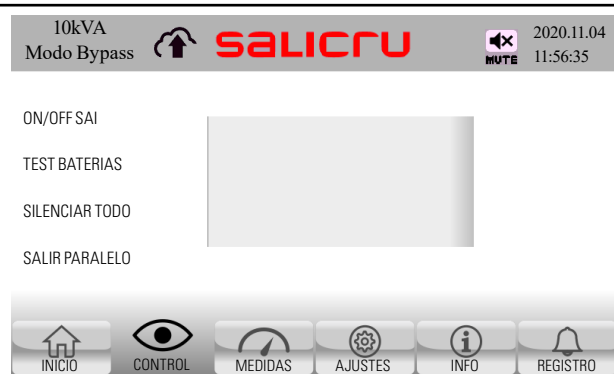 10kVA
Modo Bypass
salicru
MUTE
2020.11.04
11:56:35
ON/OFF SAI
TEST BATERIAS
SILENCIAR TODO
SALIR PARALELO
INICIO
CONTROL
MEDIDAS
AJUSTES
INFO
REGISTRO